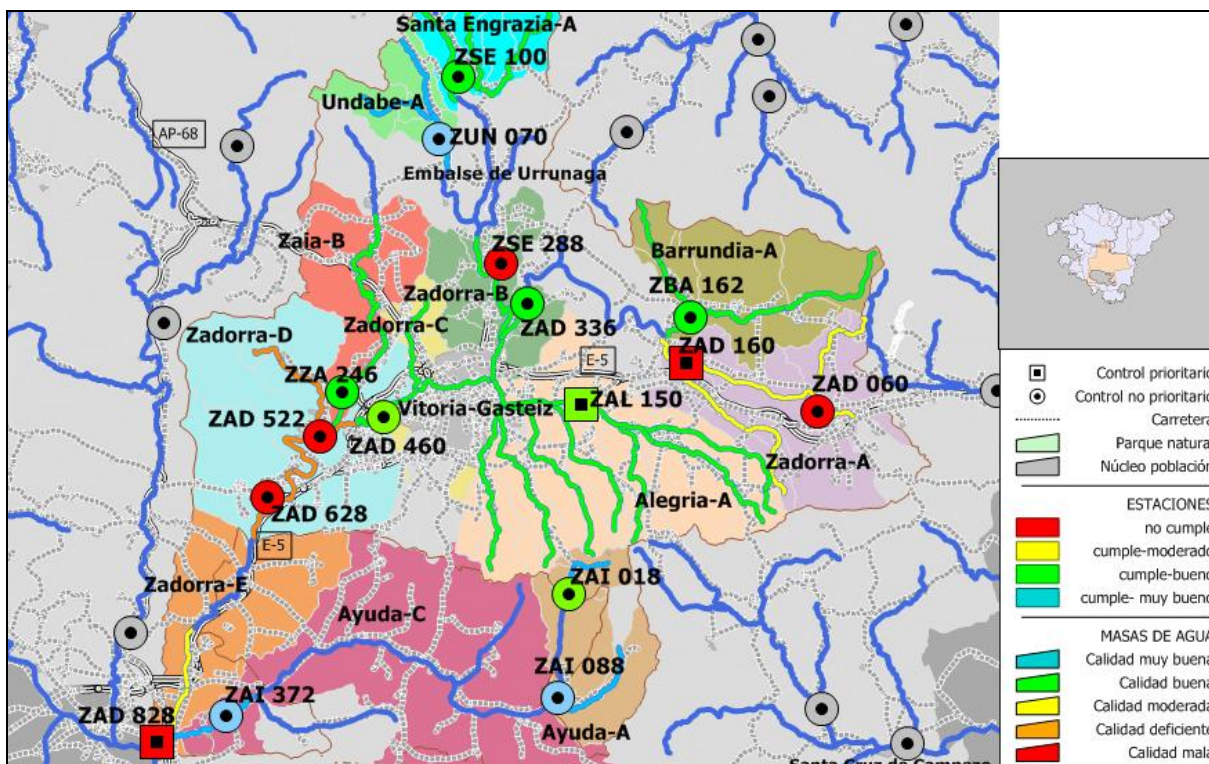 Santa Engrazia-A
ZSE 100
Undabe-A
AP-68
ZUN 070
Embalse de Urrunaga
Zaia-B
ZSE 288
Barrundia-A
Zadorra-B
ZBA 162
Zadorra-D
Zadorra-C
ZAD 336
ZAD 160
E-5
ZZA 246
ZAD 060
ZAL 150
Vitoria-Gasteiz
ZAD 522
ZAD 460
Zadorra-A
Alegria-A
ZAD 628
E-5
Zadorra-E
ZAI 018
Ayuda-C
ZAI 088
ZAI 372
ZAD 828
Ayuda-A
Santa Cruz de Campezo
Control prioritario
Control no prioritario
Carretera
Parque natura
Núcleo población
ESTACIONES
no cumple
cumple-moderado
cumple-bueno
cumple- muy bueno
MASAS DE AGUA
Calidad muy buena
Calidad buena
Calidad moderada
Calidad deficiente
Calidad mala